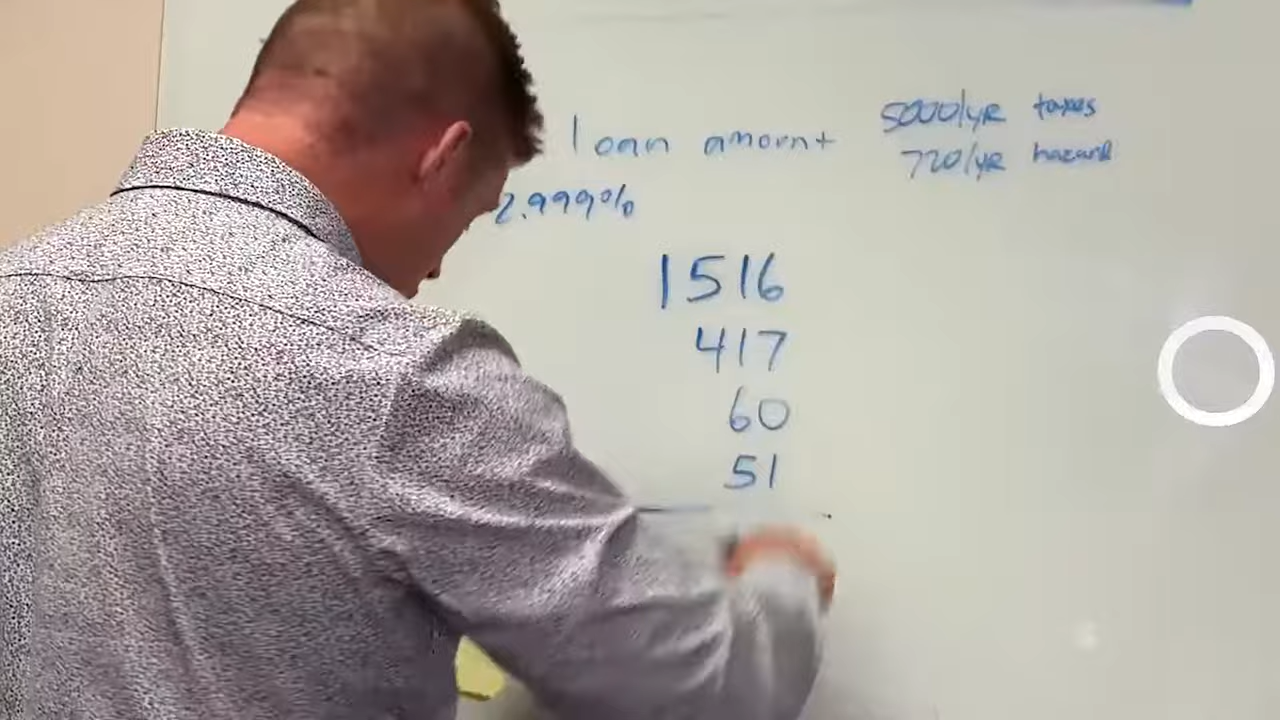 loan amount 5000/yr taxes
720/yr hazard
2.999%
1516
417
60
51